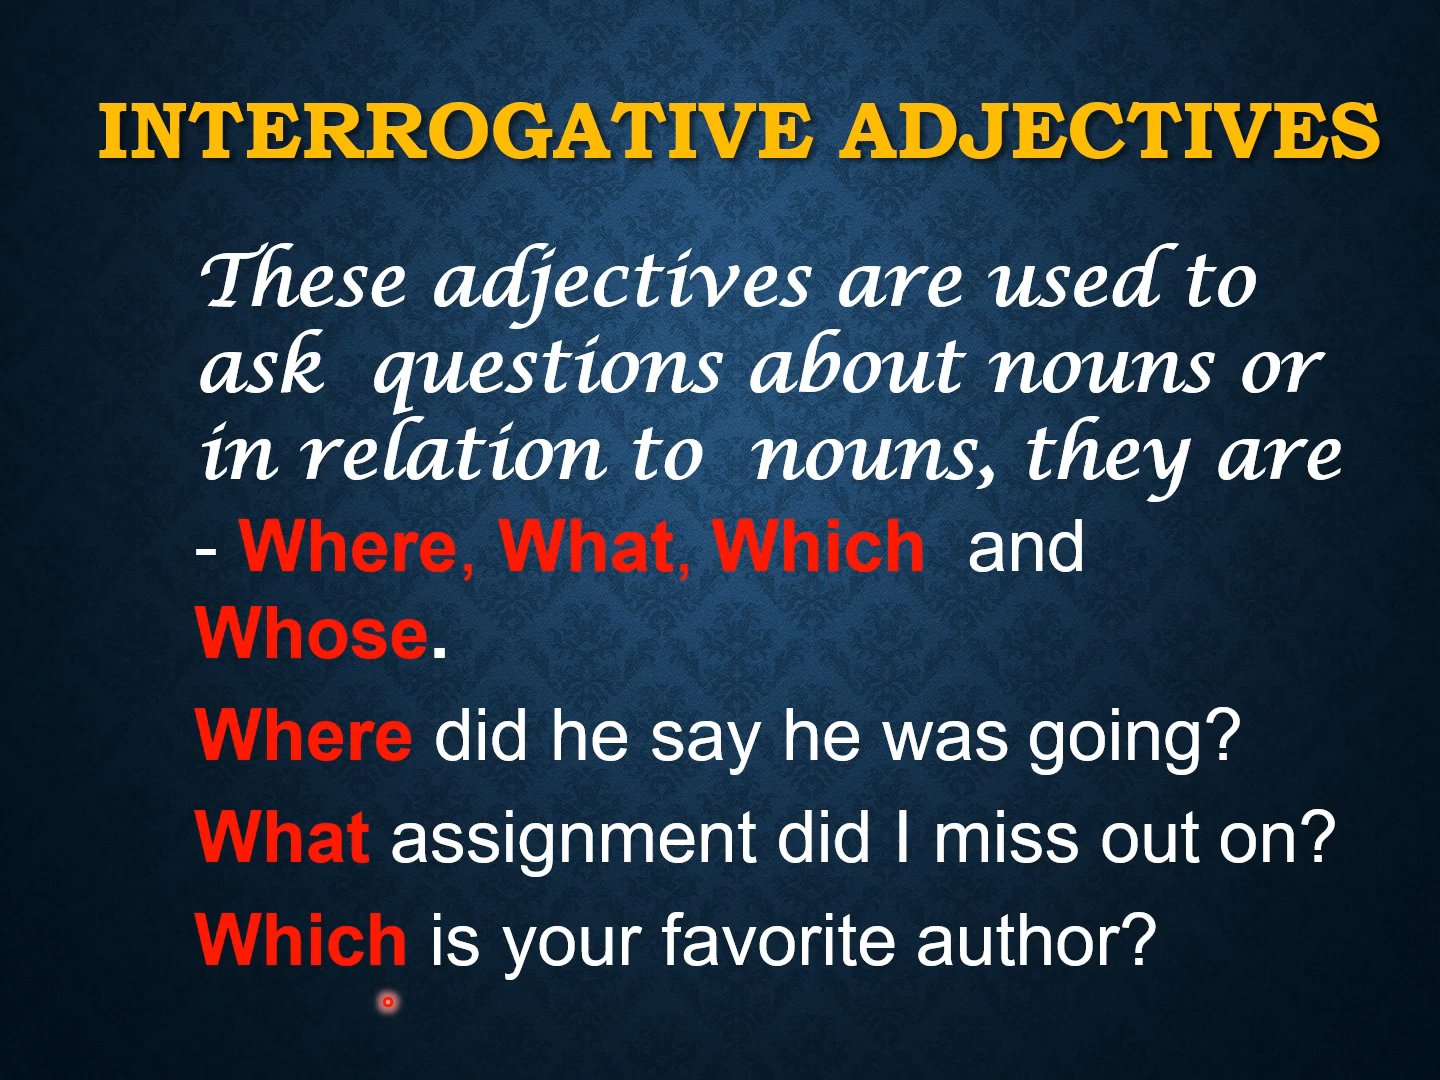 INTERROGATIVE ADJECTIVES
These adjectives are used to
ask questions about nouns or
in relation to nouns, they are
- Where, What, Which and
Whose.
Where did he say he was going?
What assignment did I miss out on?
Which is your favorite author?